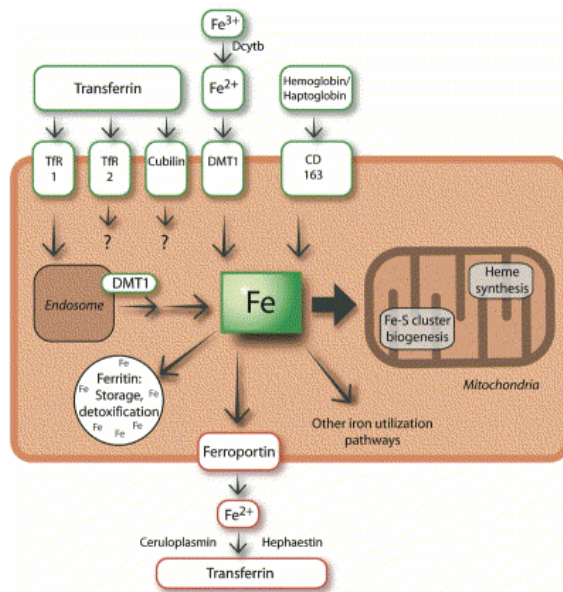 Fe3+
Dcytb
Transferrin
Fe2+
Hemoglobin/
Haptoglobin
TfR
1
TfR
2
Cubilin
DMT1
CD
163
?
?
DMT1
Endosome
Fe
Heme
synthesis
Fe-S cluster
biogenesis
Mitochondria
Fe
Ferritin:
Storage,
detoxification
Fe
Fe
Fe
Fe
Fe
Other iron utilization
pathways
Ferroportin
Fe2+
Ceruloplasmin
Hephaestin
Transferrin